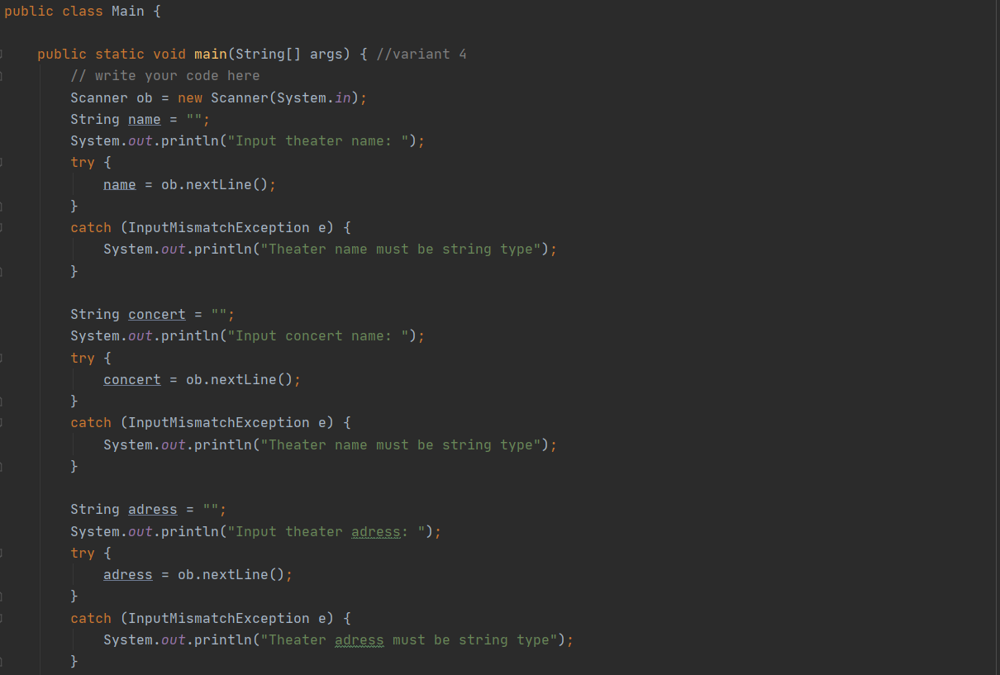 public class Main {
public static void main(String[] args) { //variant 4
// write your code here
Scanner ob = new Scanner(System.in);
String name = "";
System.out.println("Input theater name: ");
try {
name = ob.nextLine();
}
catch (InputMismatchException e) {
System.out.println("Theater name must be string type");
}
String concert = "";
System.out.println("Input concert name: ");
try {
concert = ob.nextLine();
}
catch (InputMismatchException e) {
System.out.println("Theater name must be string type");
}
String adress = "";
System.out.println("Input theater adress: ");
try {
adress = ob.nextLine();
}
catch (InputMismatchException e) {
System.out.println("Theater adress must be string type");
}